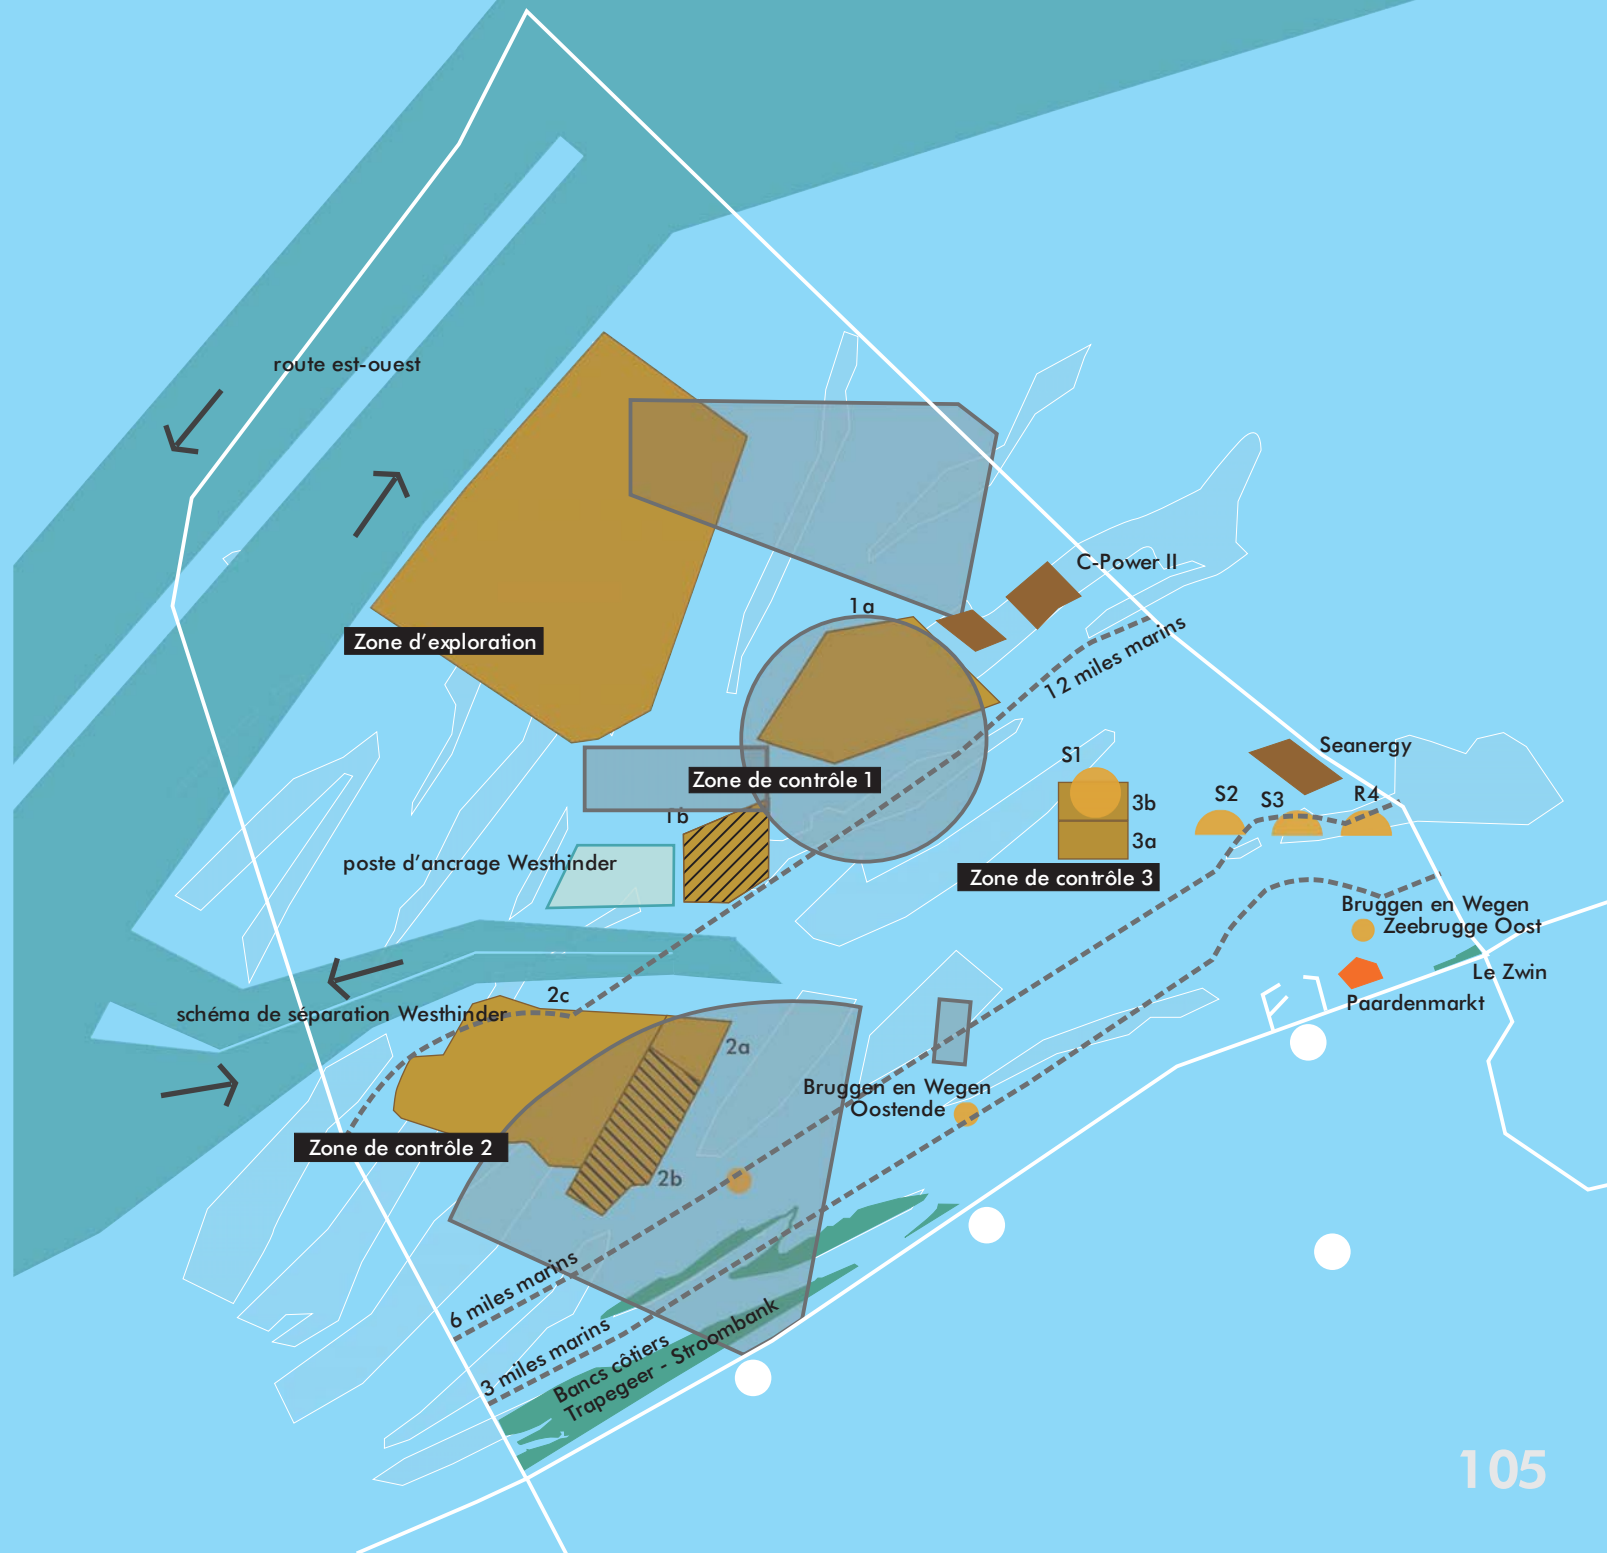 route est-ouest
C-Power II
1a
Zone d’exploration
12 miles marins
Seanergy
S1
Zone de contrôle 1
S2
S3
R4
3b
1b
3a
poste d’ancrage Westhinder
Zone de contrôle 3
Bruggen en Wegen
Zeebrugge Oost
Le Zwin
2c
Paardenmarkt
schéma de séparation Westhinder
2a
Bruggen en Wegen
Oostende
Zone de contrôle 2
2b
6 miles marins
3 miles marins
Bancs côtiers
Trapegeer - Stroombank
105